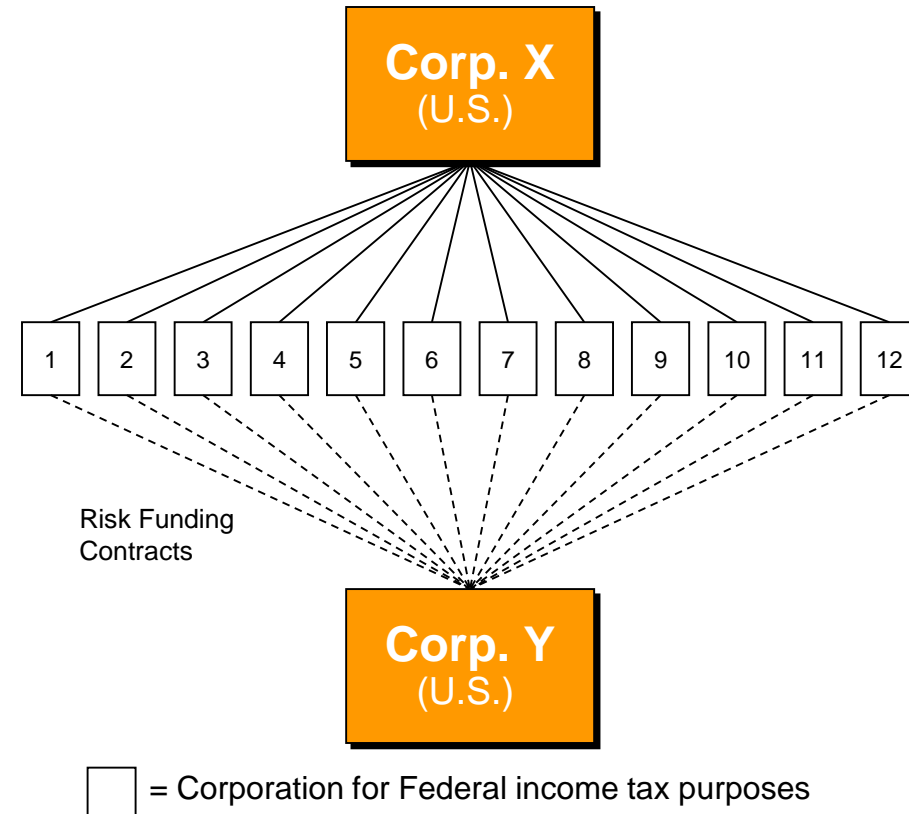 Corp. X
(U.S.)
1 2 3 4 5 6 7 8 9 10 11 12
Risk Funding
Contracts
Corp. Y
(U.S.)
= Corporation for Federal income tax purposes